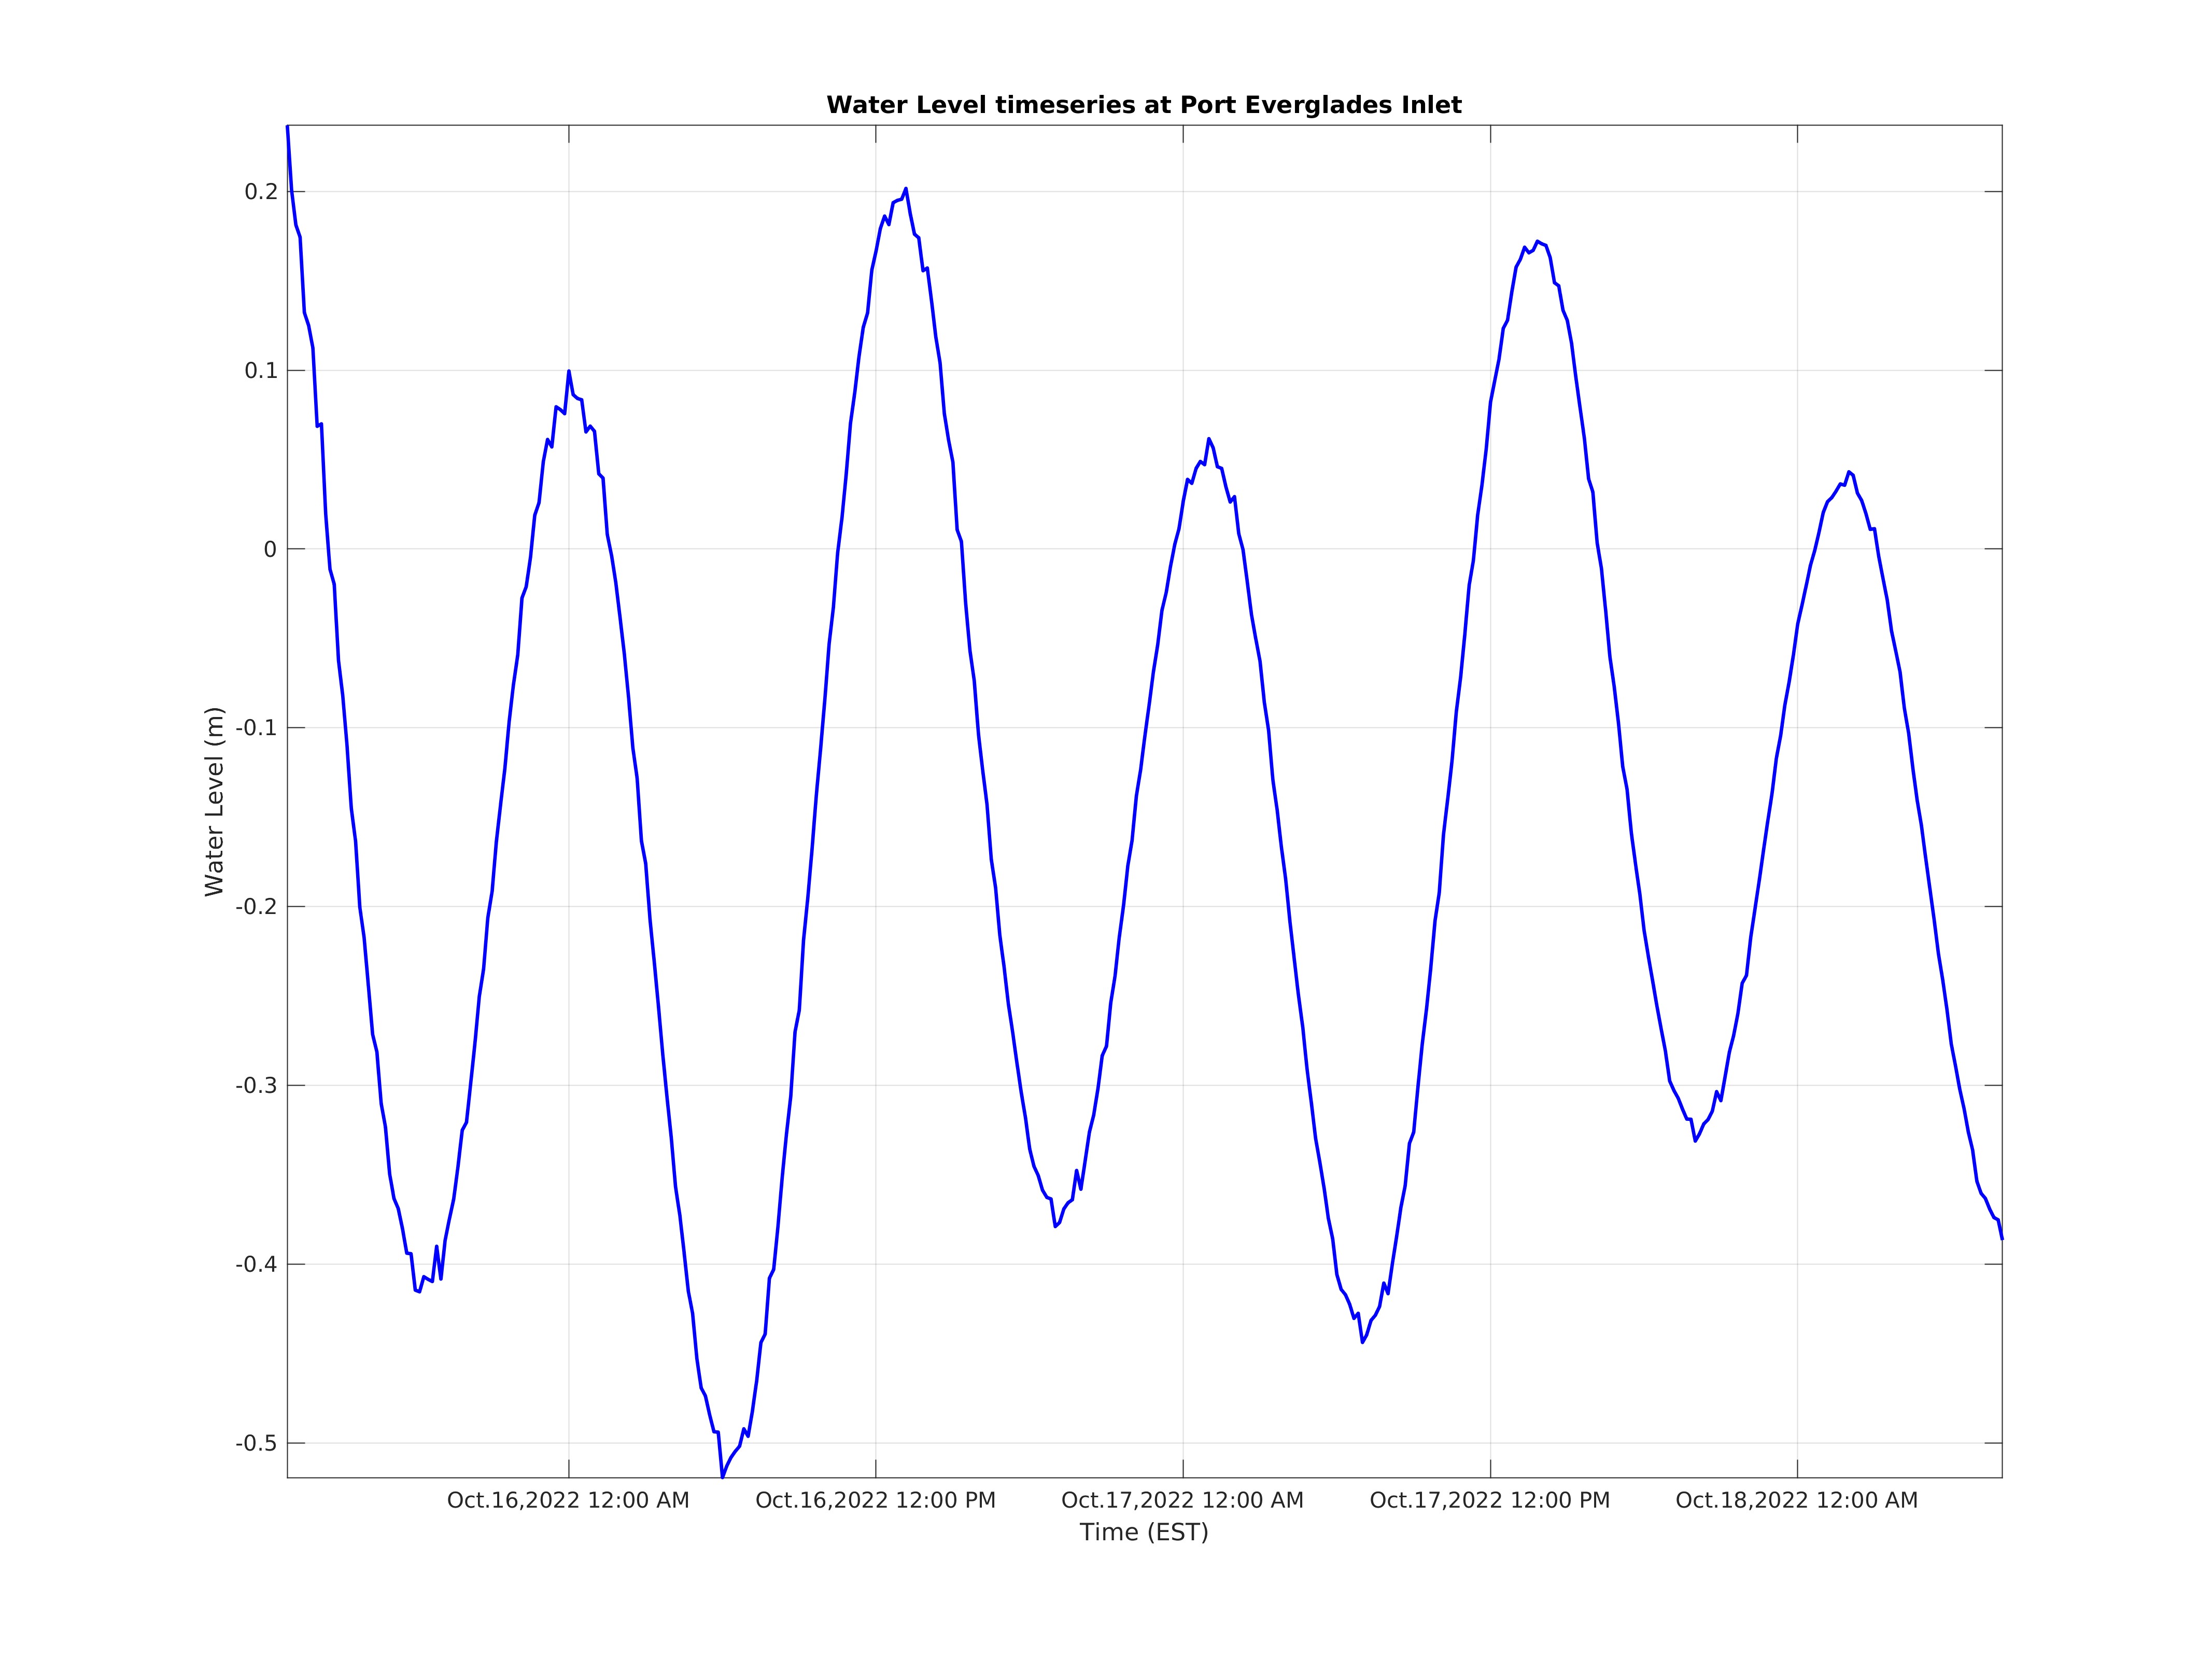 Water Level timeseries at Port Everglades Inlet
0.2
0.1
0
-0.1
-0.2
-0.3
-0.4
-0.5
Water Level (m)
Oct.16,2022 12:00 AM
Oct.16,2022 12:00 PM
Oct.17,2022 12:00 AM
Oct.17,2022 12:00 PM
Oct.18,2022 12:00 AM
Time (EST)